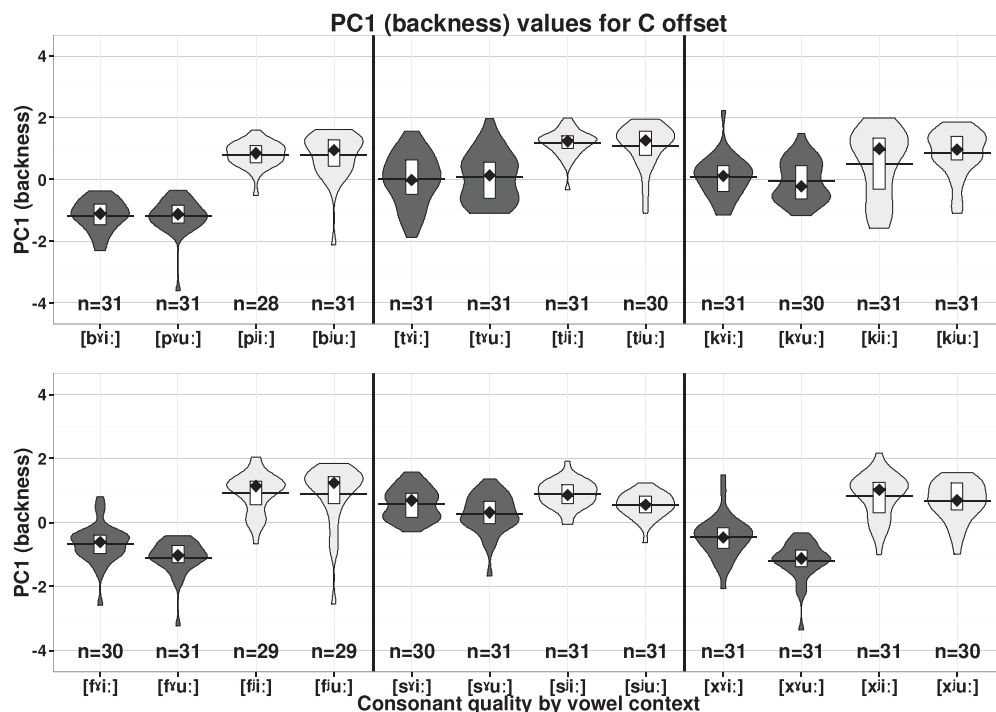 PC1 (backness) values for C offset
PC1 (backness)
4
2
0
-2
-4
n=31 n=31 n=28 n=31 n=31 n=31 n=31 n=30 n=31 n=30 n=31 n=31
[bˠiː] [pˠuː] [pʲiː] [bʲuː] [tˠiː] [tˠuː] [tʲiː] [tʲuː] [kˠiː] [kˠuː] [kʲiː] [kʲuː]
PC1 (backness)
4
2
0
-2
-4
n=30 n=31 n=29 n=29 n=30 n=31 n=31 n=31 n=31 n=31 n=31 n=30
[fˠiː] [fˠuː] [fʲiː] [fʲuː] [sˠiː] [sˠuː] [sʲiː] [sʲuː] [xˠiː] [xˠuː] [xʲiː] [xʲuː]
Consonant quality by vowel context